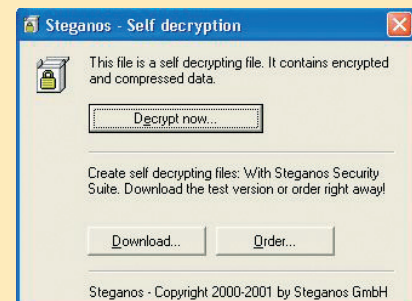 Steganos - Self decryption
This file is a self decrypting file. It contains encrypted
and compressed data.
Decrypt now...
Create self decrypting files: With Steganos Security
Suite. Download the test version or order right away!
Download...
Order...
Steganos - Copyright 2000-2001 by Steganos GmbH